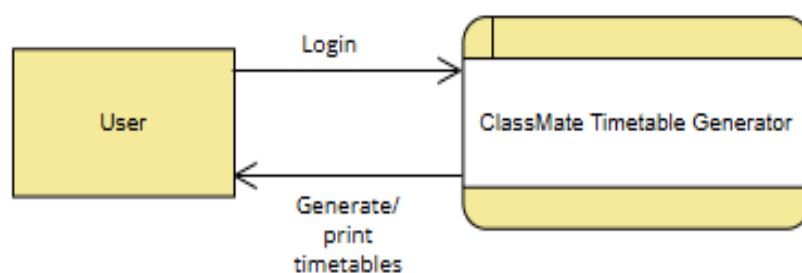 Login
User
ClassMate Timetable Generator
Generate/
print
timetables